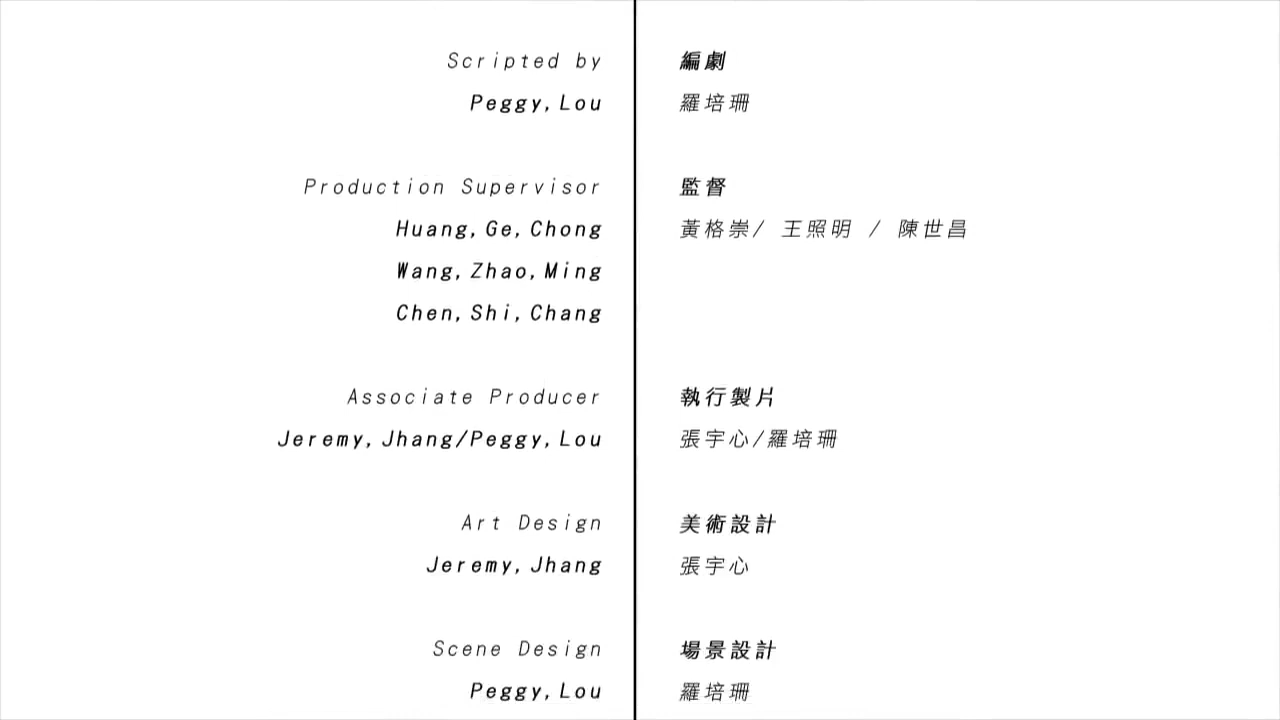 Scripted by
Peggy, Lou
Production Supervisor
Huang, Ge, Chong
Wang, Zhao, Ming
Chen, Shi, Chang
Associate Producer
Jeremy, Jhang/Peggy, Lou
Art Design
Jeremy, Jhang
Scene Design
Peggy, Lou
編劇
羅培珊
監督
黃格崇/ 王照明 / 陳世昌
執行製片
張宇心/羅培珊
美術設計
張宇心
場景設計
羅培珊